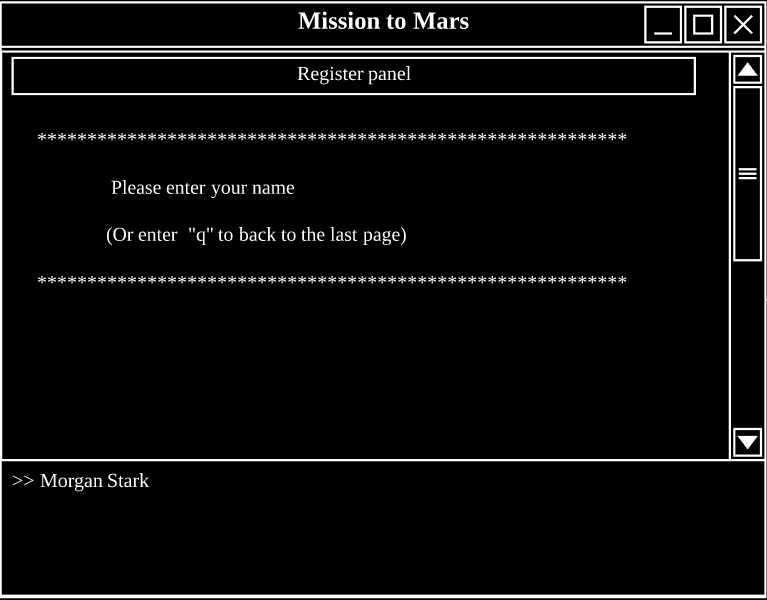 Mission to Mars
Register panel
***********************************************************
Please enter your name
(Or enter "q" to back to the last page)
***********************************************************
>> Morgan Stark